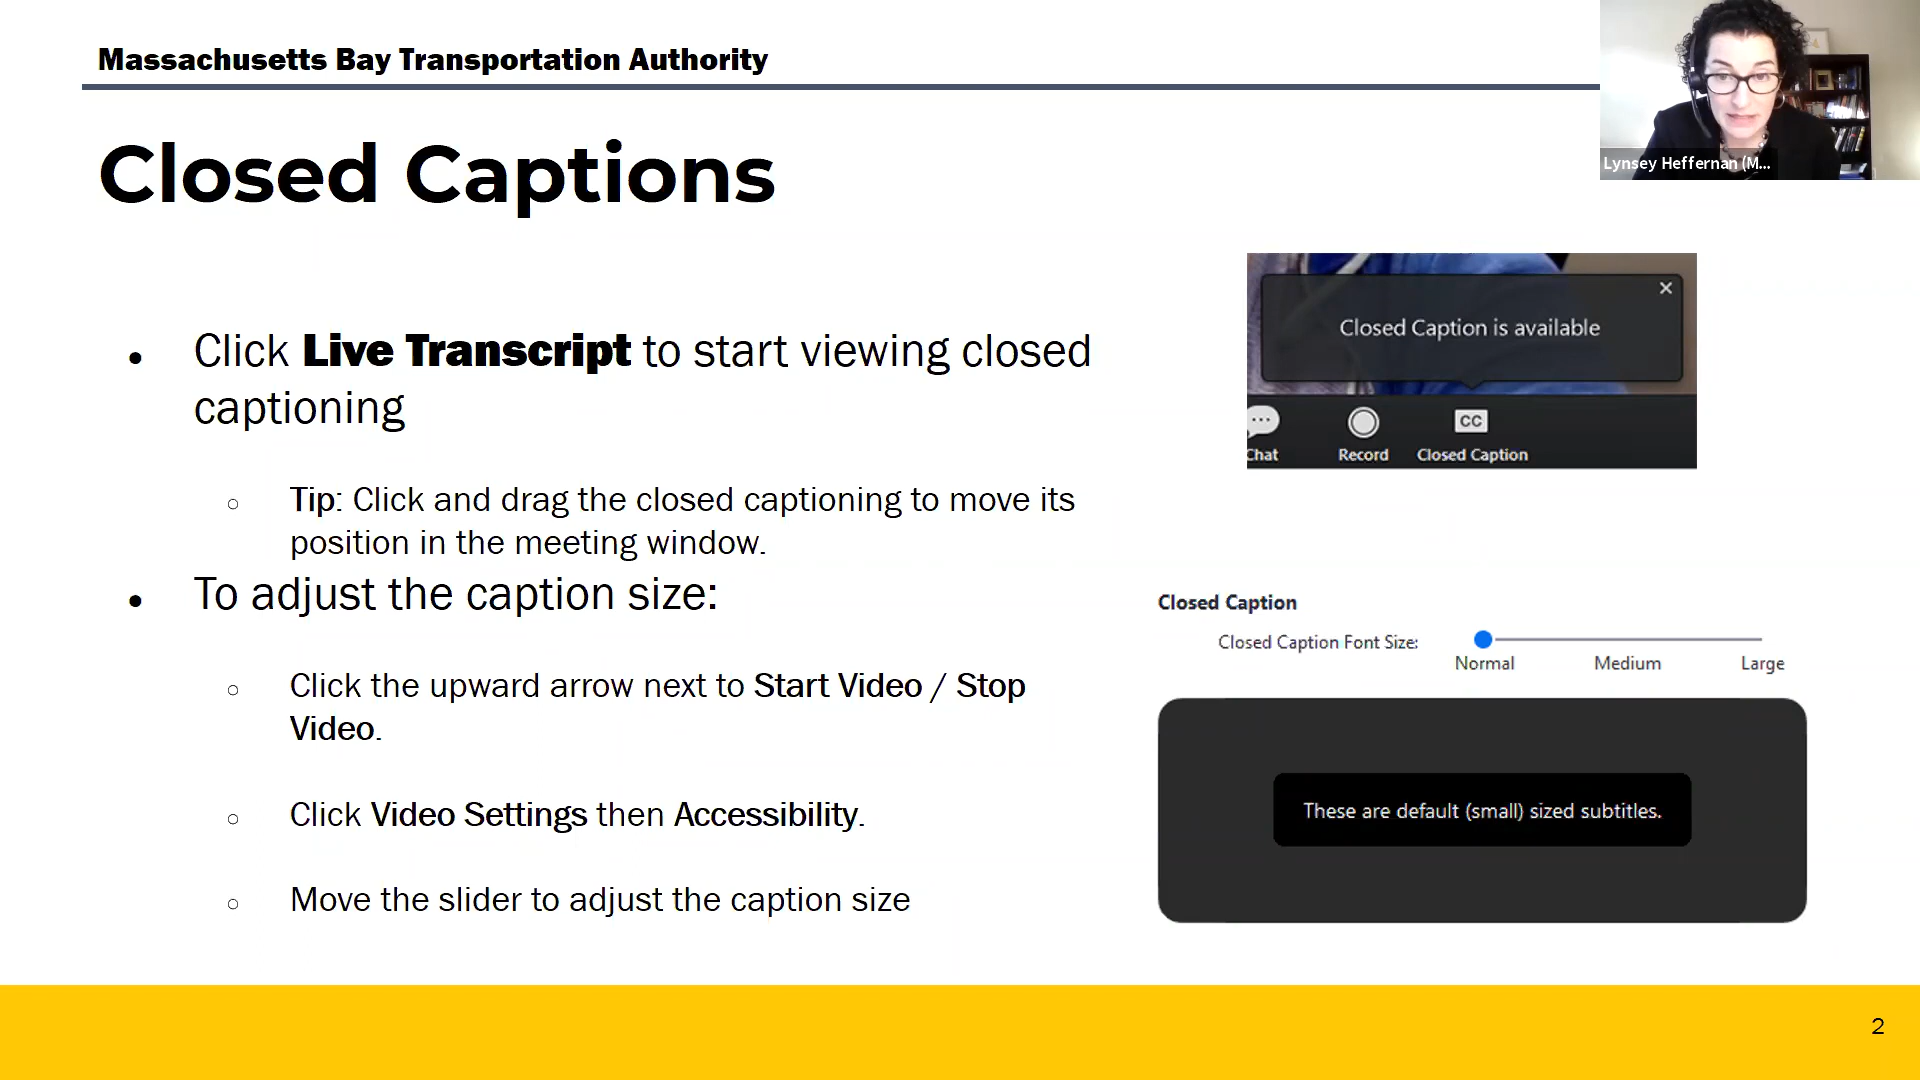 Massachusetts Bay Transportation Authority
Lynsey Heffernan (M...
Closed Captions
• Click Live Transcript to start viewing closed
captioning
○ Tip: Click and drag the closed captioning to move its
position in the meeting window.
• To adjust the caption size:
○ Click the upward arrow next to Start Video / Stop
Video.
○ Click Video Settings then Accessibility.
○ Move the slider to adjust the caption size
Closed Caption is available
CC
Chat Record Closed Caption
Closed Caption
Closed Caption Font Size:
Normal Medium Large
These are default (small) sized subtitles.
2